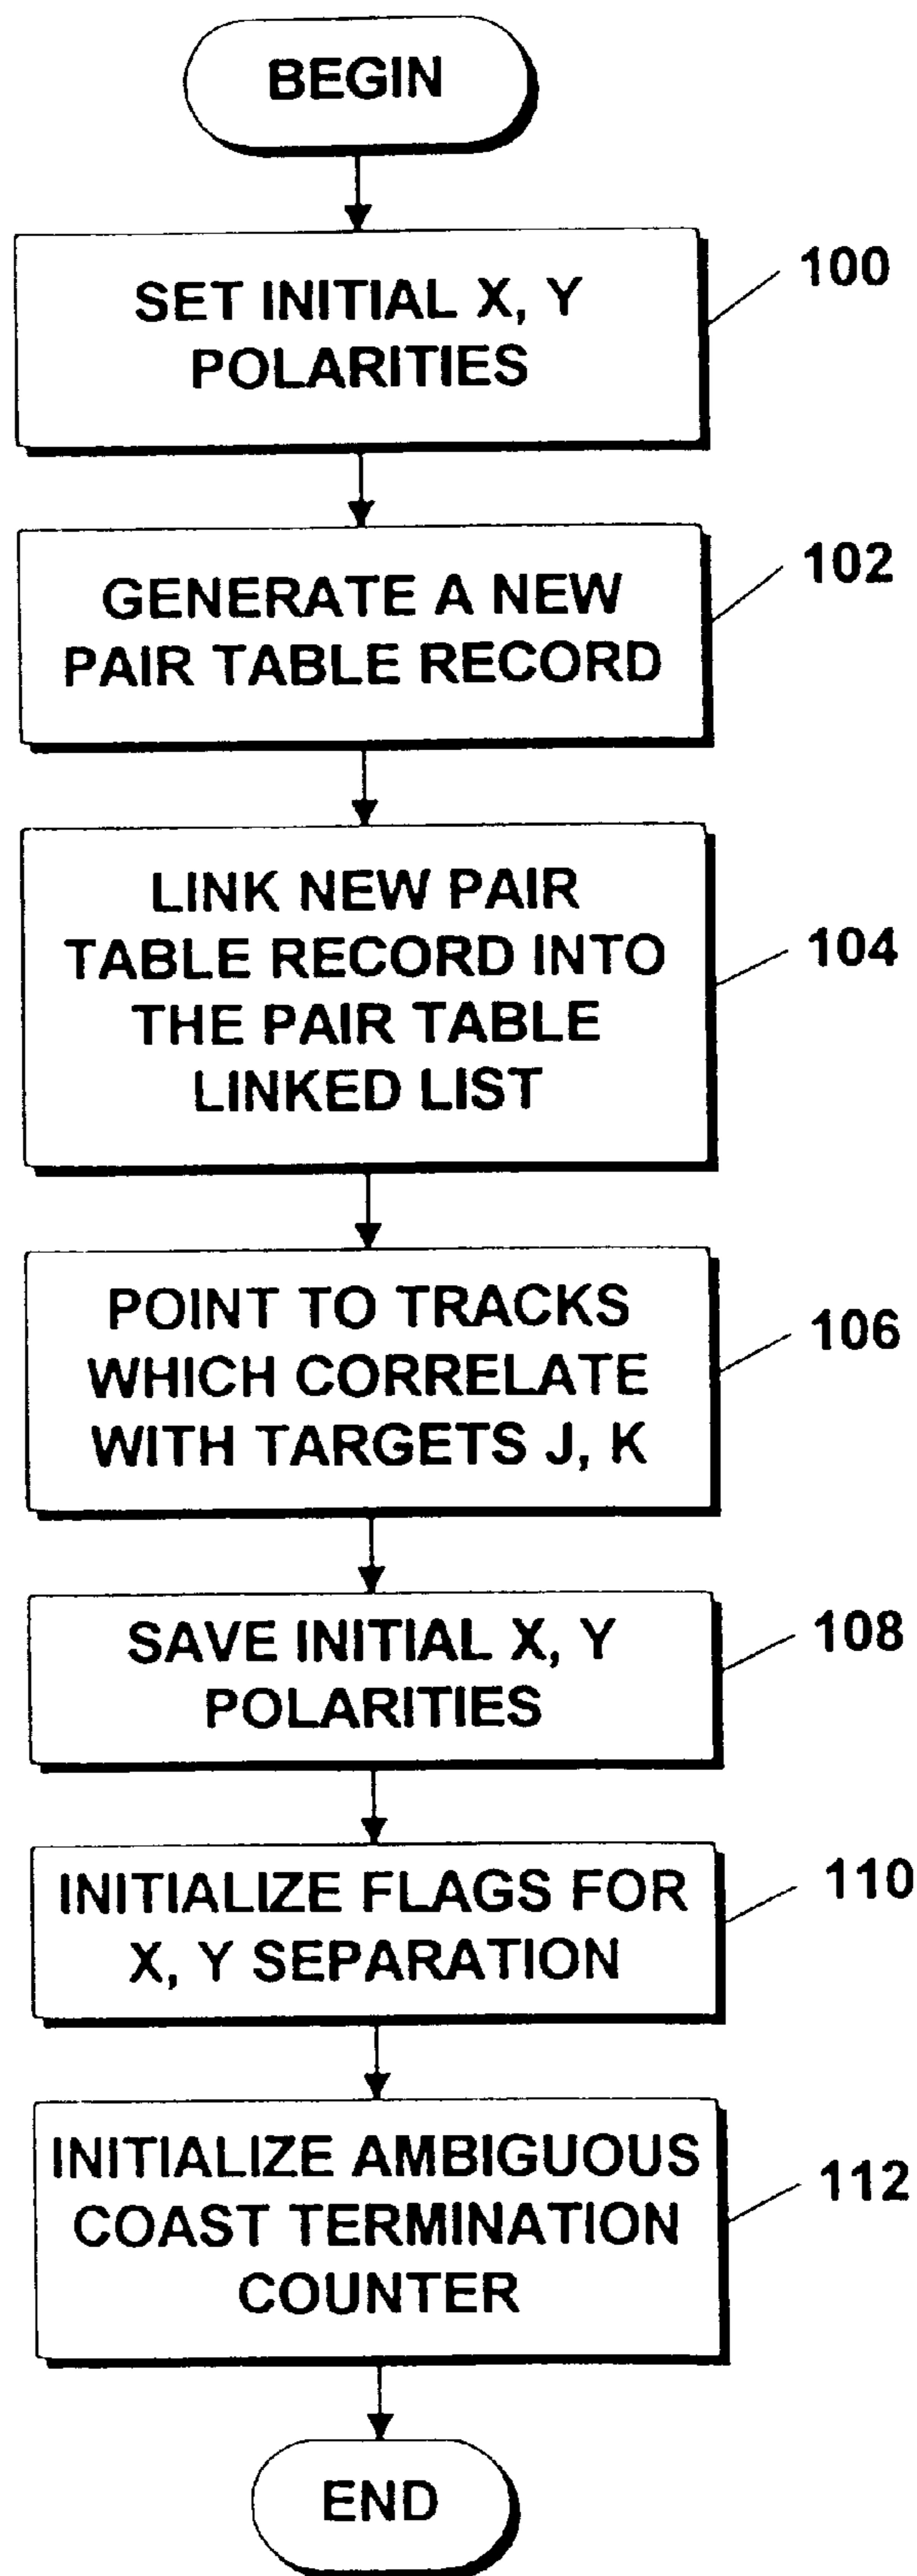 BEGIN
SET INITIAL X, Y
POLARITIES
100
GENERATE A NEW
PAIR TABLE RECORD
102
LINK NEW PAIR
TABLE RECORD INTO
THE PAIR TABLE
LINKED LIST
104
POINT TO TRACKS
WHICH CORRELATE
WITH TARGETS J, K
106
SAVE INITIAL X, Y
POLARITIES
108
INITIALIZE FLAGS FOR
X, Y SEPARATION
110
INITIALIZE AMBIGUOUS
COAST TERMINATION
COUNTER
112
END